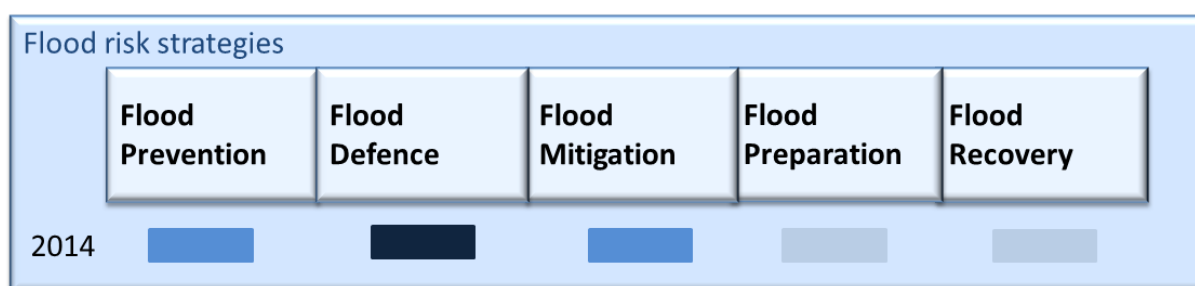 Flood risk strategies
Flood
Prevention
Flood
Defence
Flood
Mitigation
Flood
Preparation
Flood
Recovery
2014